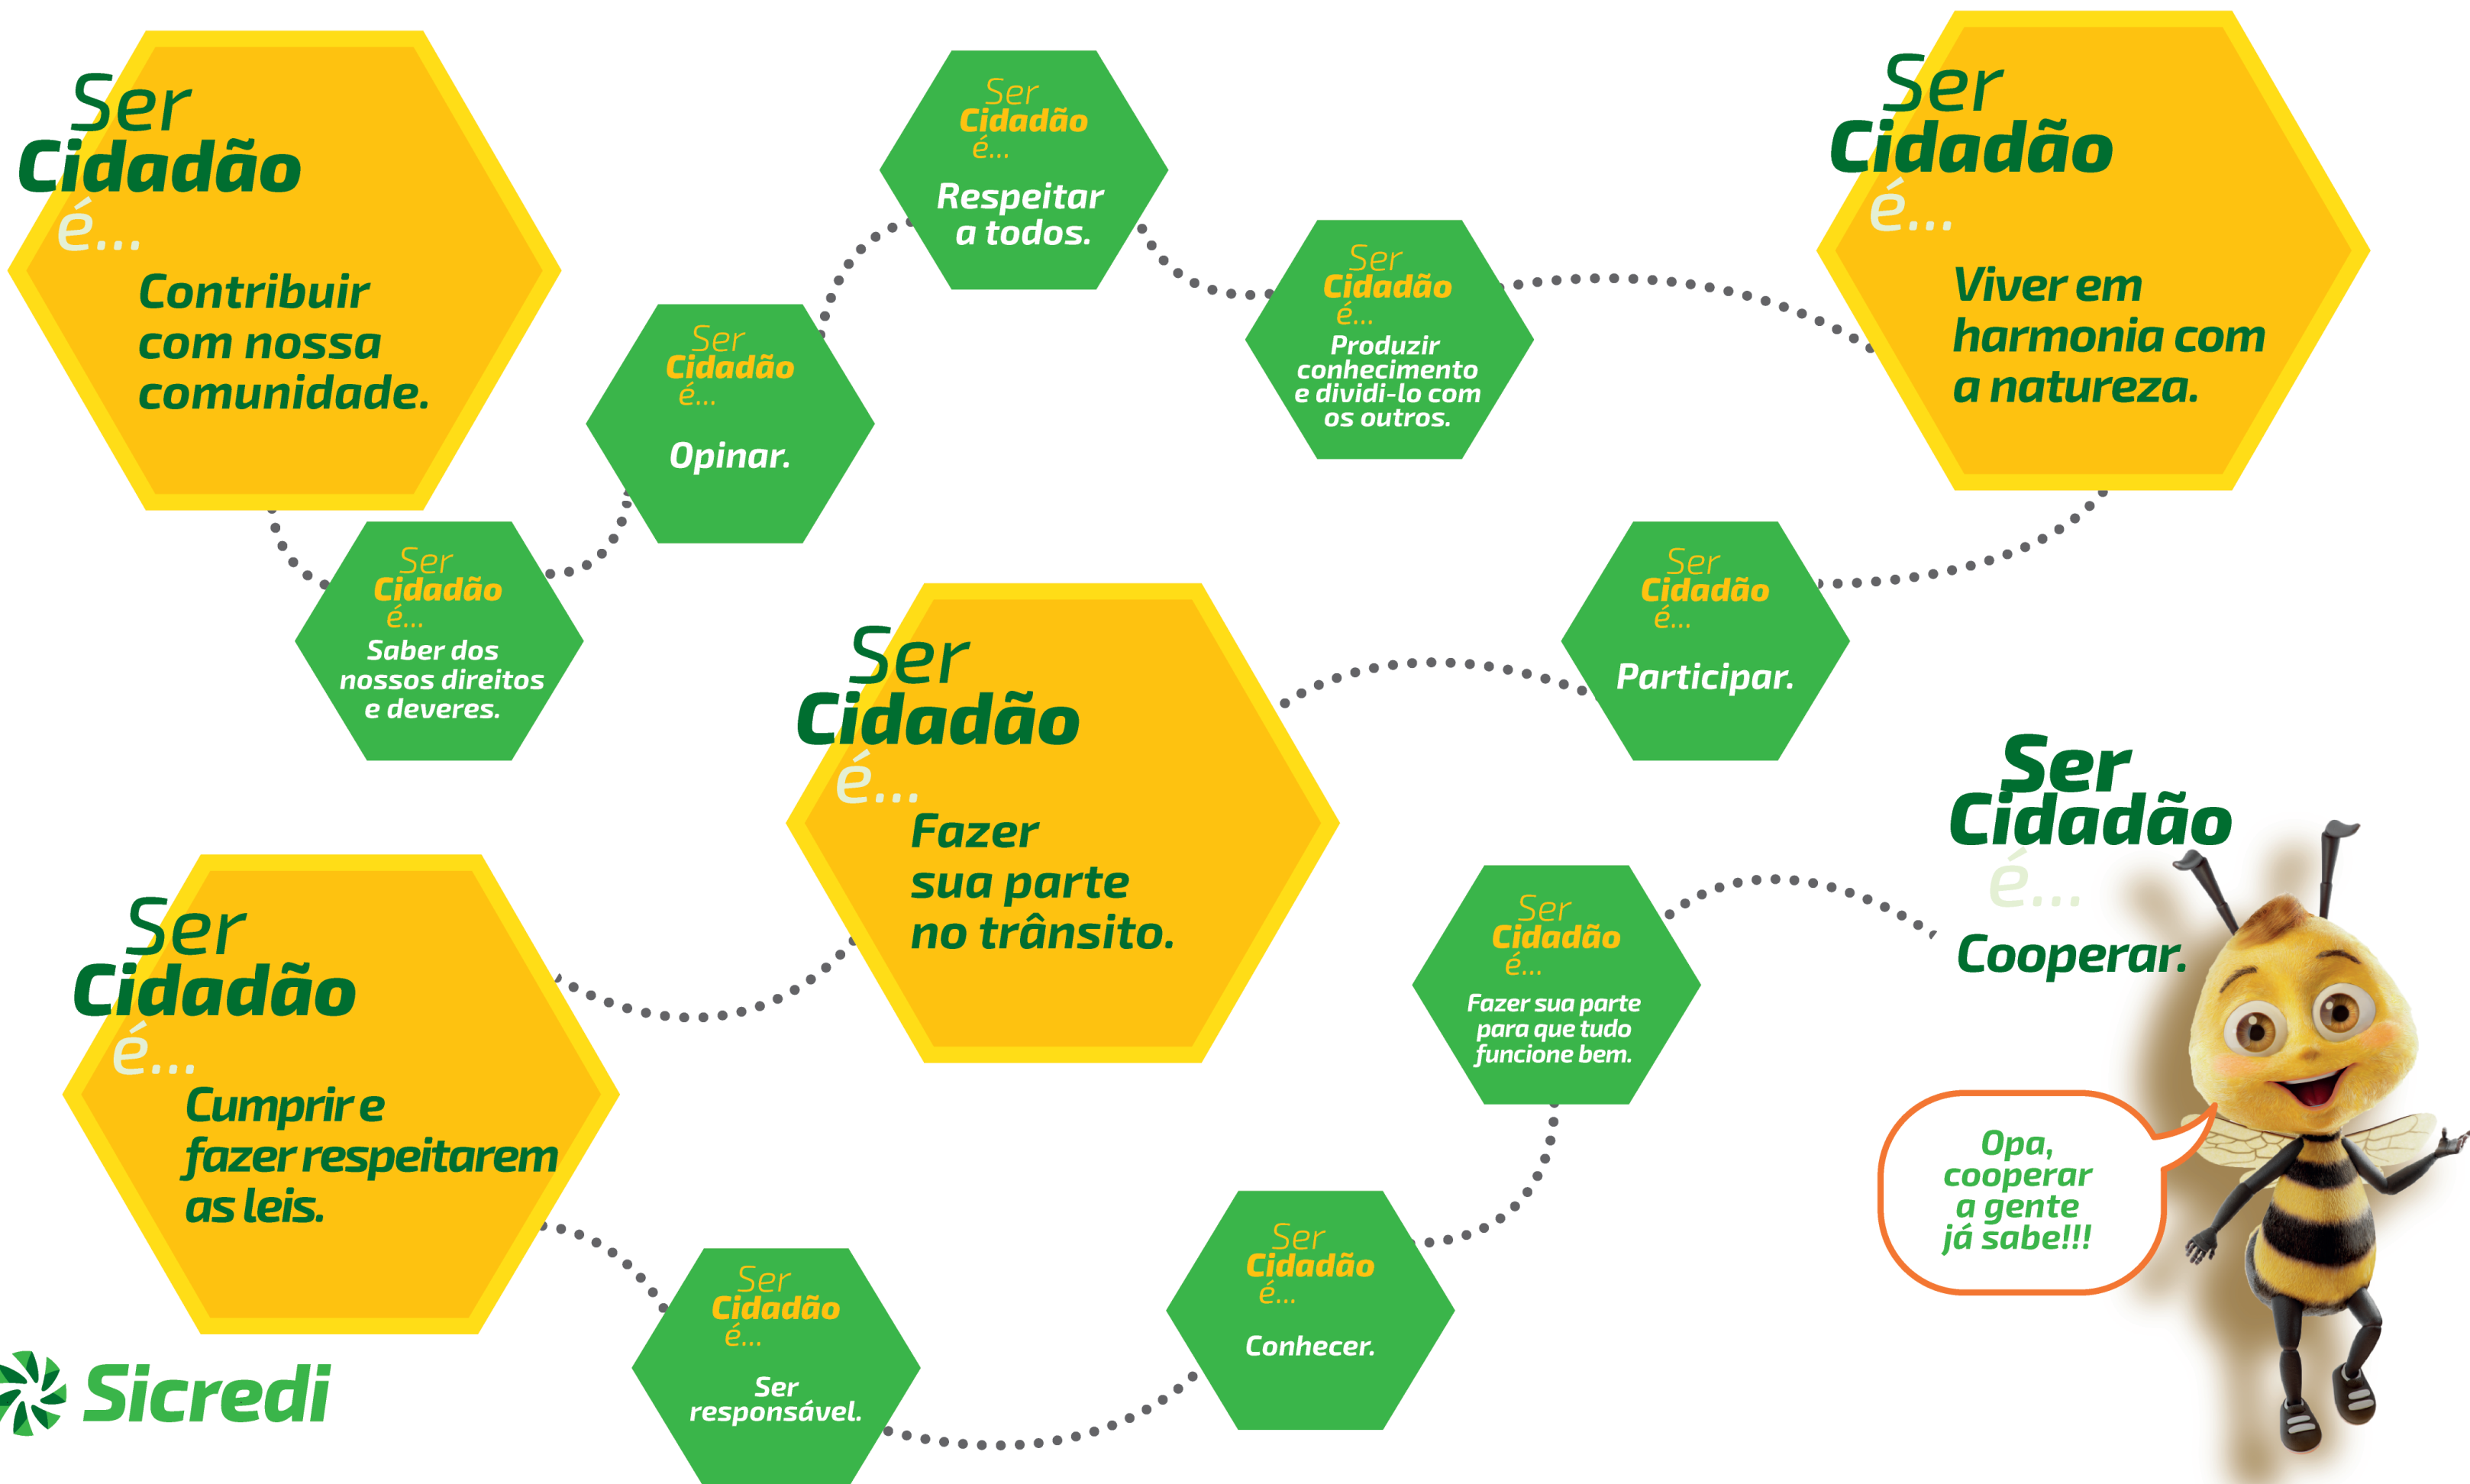 Ser
Cidadão
é...
Contribuir
com nossa
comunidade.
Ser
Cidadão
é...
Saber dos
nossos direitos
e deveres.
Ser
Cidadão
é...
Opinar.
Ser
Cidadão
é...
Respeitar
a todos.
Ser
Cidadão
é...
Produzir
conhecimento
e dividi-lo com
os outros.
Ser
Cidadão
é...
Viver em
harmonia com
a natureza.
Ser
Cidadão
é...
Participar.
Ser
Cidadão
é...
Fazer
sua parte
no trânsito.
Ser
Cidadão
é...
Cumprir e
fazer respeitarem
as leis.
Ser
Cidadão
é...
Ser
responsável.
Ser
Cidadão
é...
Conhecer.
Ser
Cidadão
é...
Fazer sua parte
para que tudo
funcione bem.
Ser
Cidadão
é...
Cooperar.
Opa,
cooperar
a gente
já sabe!!!
Sicredi